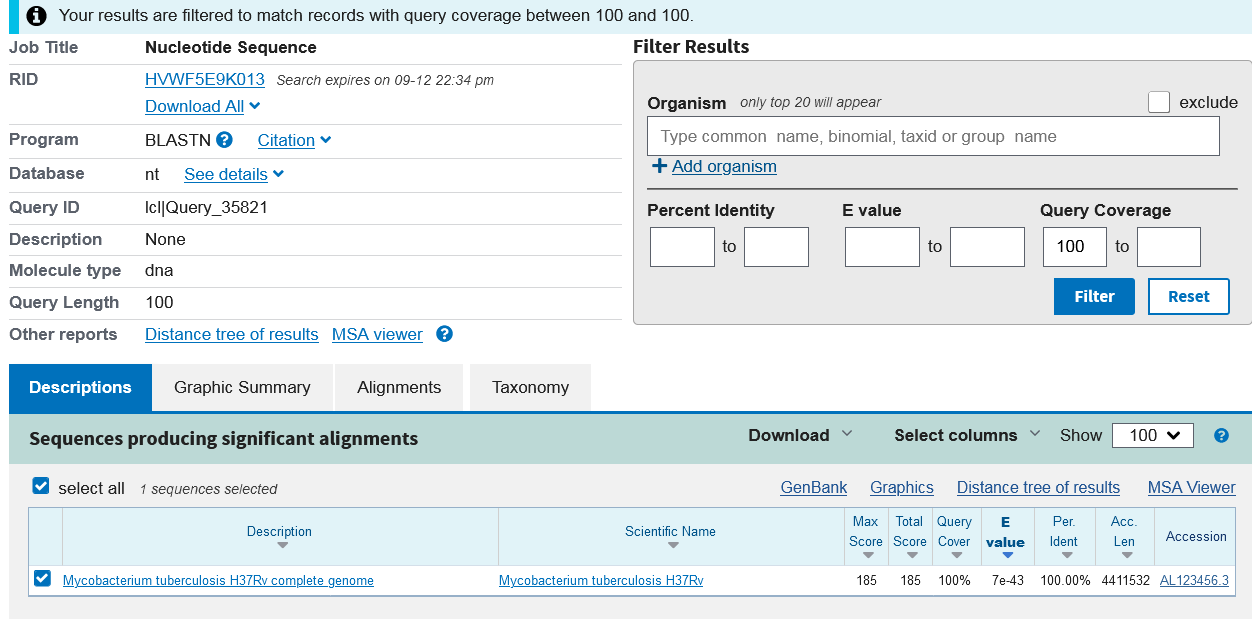 Your results are filtered to match records with query coverage between 100 and 100.
Job Title Nucleotide Sequence
RID HVWF5E9K013 Search expires on 09-12 22:34 pm
Download All
Program BLASTN Citation
Database nt See details
Query ID lcl|Query_35821
Description None
Molecule type dna
Query Length 100
Other reports Distance tree of results MSA viewer
Filter Results
Organism only top 20 will appear exclude
Type common name, binomial, taxid or group name
Add organism
Percent Identity E value Query Coverage
to to 100 to
Filter Reset
Descriptions Graphic Summary Alignments Taxonomy
Sequences producing significant alignments Download Select columns Show 100
select all 1 sequences selected GenBank Graphics Distance tree of results MSA Viewer
Description Scientific Name Max Score Total Score Query Cover E value Per. Ident Acc. Len Accession
Mycobacterium tuberculosis H37Rv complete genome Mycobacterium tuberculosis H37Rv 185 185 100% 7e-43 100.00% 4411532 AL123456.3